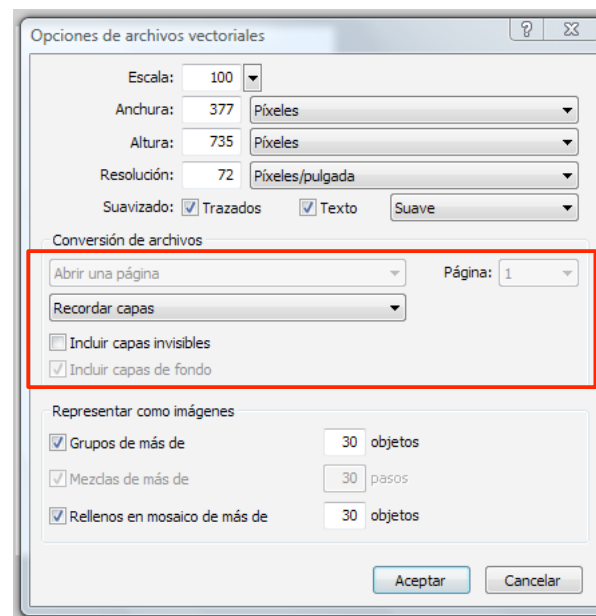 Opciones de archivos vectoriales
Escala: 100
Anchura: 377 Píxeles
Altura: 735 Píxeles
Resolución: 72 Píxeles/pulgada
Suavizado: Trazados Texto Suave
Conversión de archivos
Abrir una página Página: 1
Recordar capas
Incluir capas invisibles
Incluir capas de fondo
Representar como imágenes
Grupos de más de 30 objetos
Mezclas de más de 30 pasos
Rellenos en mosaico de más de 30 objetos
Aceptar Cancelar